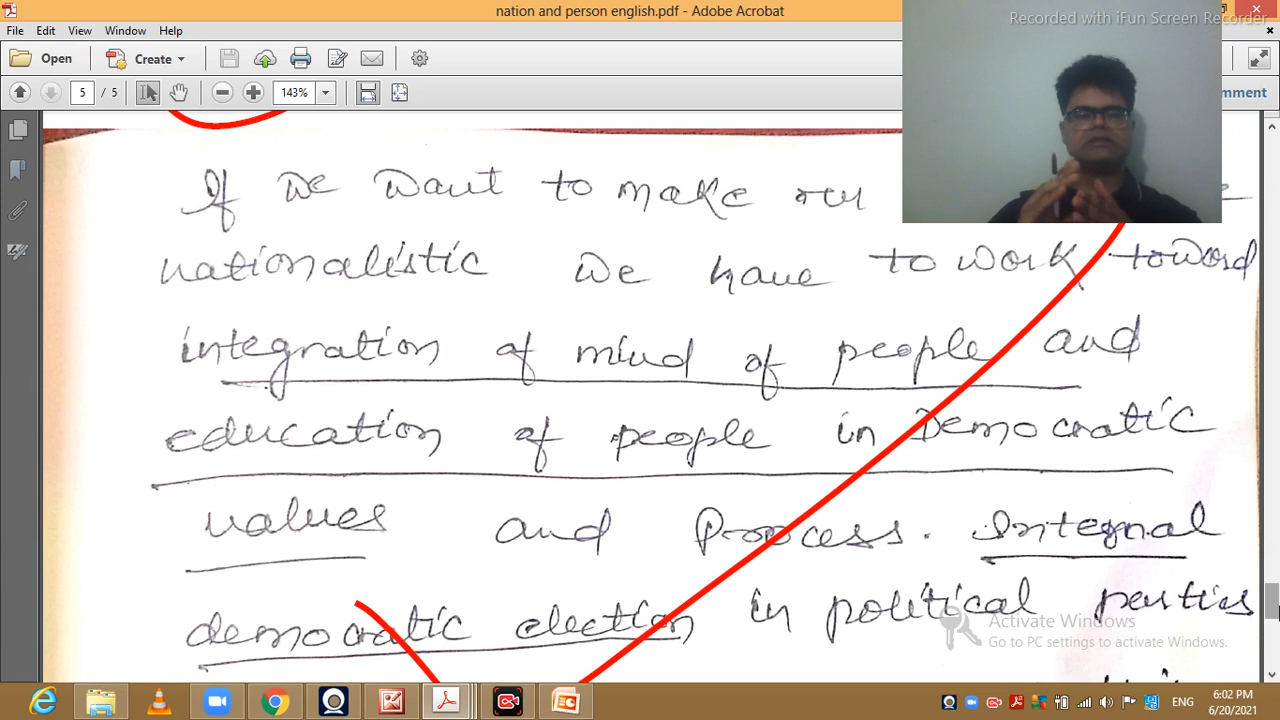 nation and person english.pdf - Adobe Acrobat
Recorded with iFun Screen Recorder
File Edit View Window Help
Open Create
5 / 5 143% Comment
If we want to make our
nationalistic we have to work toword
integration of mind of people and
education of people in Democratic
values and Process. Integnal
democratic election in political parties
Activate Windows
Go to PC settings to activate Windows.
ENG
6:02 PM
6/20/2021